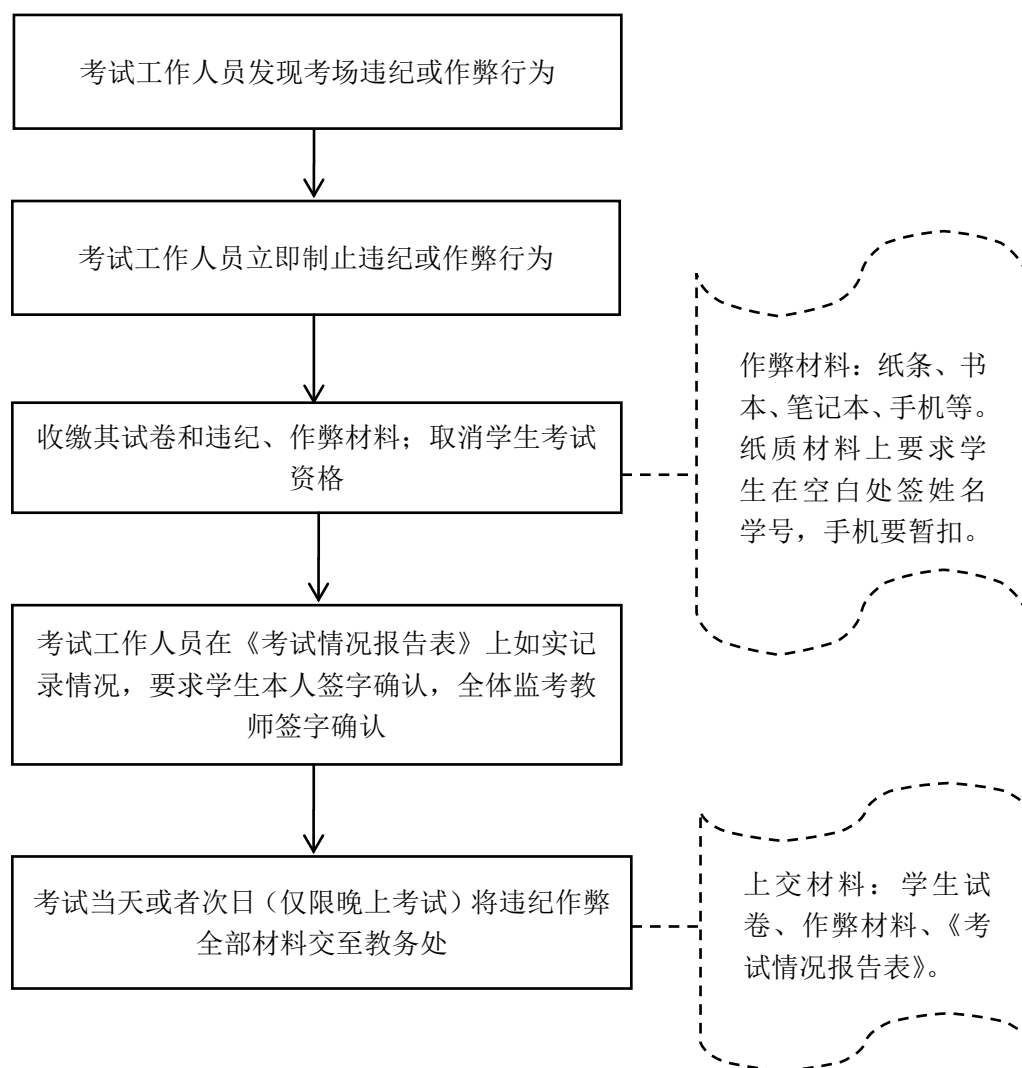 考试工作人员发现考场违纪或作弊行为
考试工作人员立即制止违纪或作弊行为
收缴其试卷和违纪、作弊材料；取消学生考试
资格
作弊材料：纸条、书
本、笔记本、手机等。
纸质材料上要求学
生在空白处签姓名
学号，手机要暂扣。
考试工作人员在《考试情况报告表》上如实记
录情况，要求学生本人签字确认，全体监考教
师签字确认
考试当天或者次日（仅限晚上考试）将违纪作弊
全部材料交至教务处
上交材料：学生试
卷、作弊材料、《考
试情况报告表》。